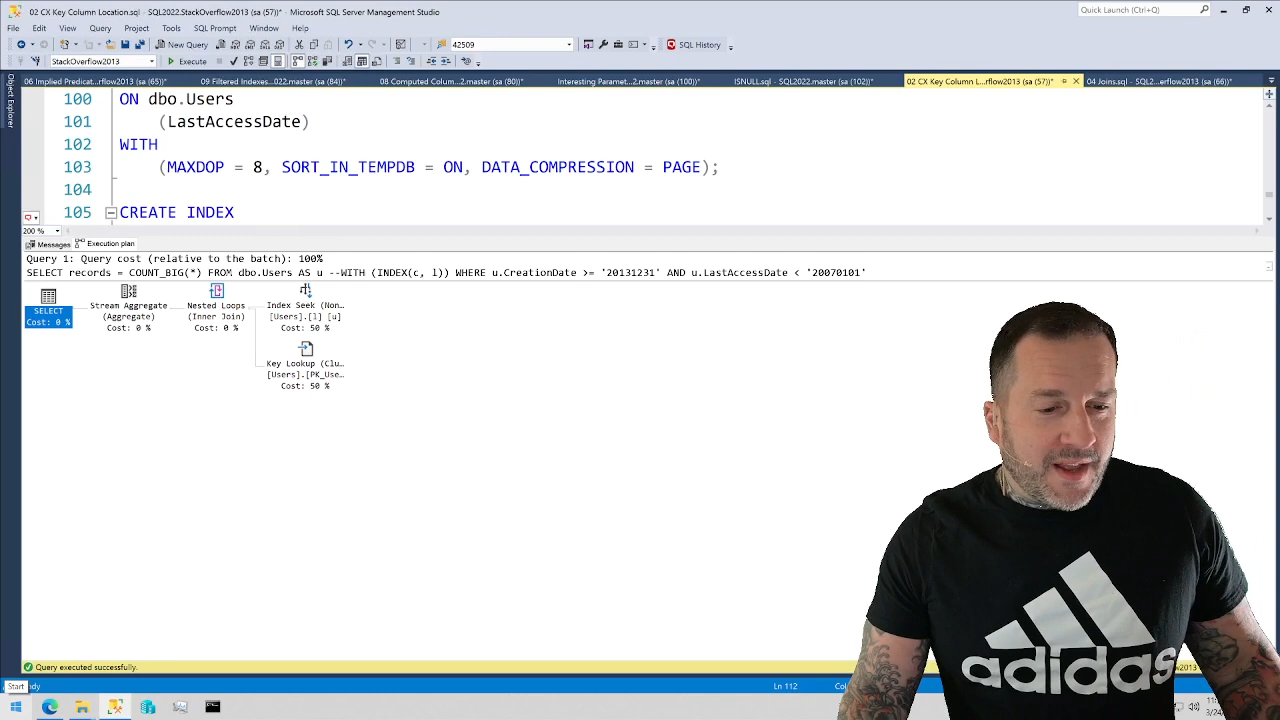 02 CX Key Column Location.sql - SQL2022.StackOverflow2013 (sa (57))* - Microsoft SQL Server Management Studio
Quick Launch (Ctrl+Q)
File Edit View Query Project Tools SQL Prompt Window Help
New Query 42509 SQL History
StackOverflow2013 Execute
06 Implied Predicat...rflow2013 (sa (65))* 09 Filtered Indexes...022.master (sa (84))* 08 Computed Colum...2.master (sa (80))* Interesting Paramet...2.master (sa (100))* ISNULL.sql - SQL2022.master (sa (102))* 02 CX Key Column L...rflow2013 (sa (57))* 04 Joins.sql - SQL2...erflow2013 (sa (66))*
Object Explorer
100 ON dbo.Users
101 (LastAccessDate)
102 WITH
103 (MAXDOP = 8, SORT_IN_TEMPDB = ON, DATA_COMPRESSION = PAGE);
104
105 CREATE INDEX
200 %
Messages Execution plan
Query 1: Query cost (relative to the batch): 100%
SELECT records = COUNT_BIG(*) FROM dbo.Users AS u --WITH (INDEX(c, l)) WHERE u.CreationDate >= '20131231' AND u.LastAccessDate < '20070101'
SELECT
Cost: 0 %
Stream Aggregate
(Aggregate)
Cost: 0 %
Nested Loops
(Inner Join)
Cost: 0 %
Index Seek (Non...
[Users].[l] [u]
Cost: 50 %
Key Lookup (Clu...
[Users].[PK_Use...
Cost: 50 %
adidas
Query executed successfully.
Start
Ln 112